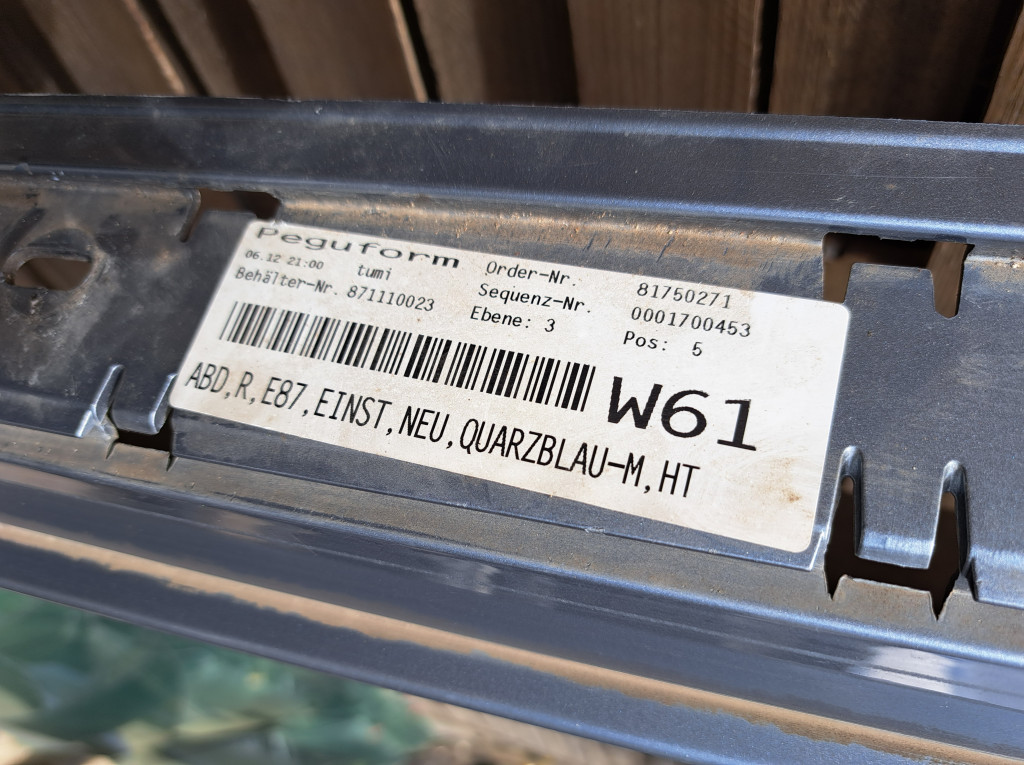 Peguform
06.12 21:00 tumi Order-Nr. 81750271
Behälter-Nr. 871110023 Sequenz-Nr. 0001700453
Ebene: 3 Pos: 5
W61
ABD,R,E87,EINST,NEU,QUARZBLAU-M,HT